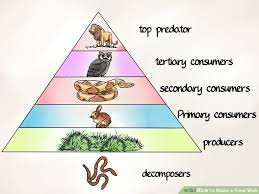 top predator
tertiary consumers
secondary consumers
Primary consumers
producers
decomposers
wikiHow to Make a Food Web